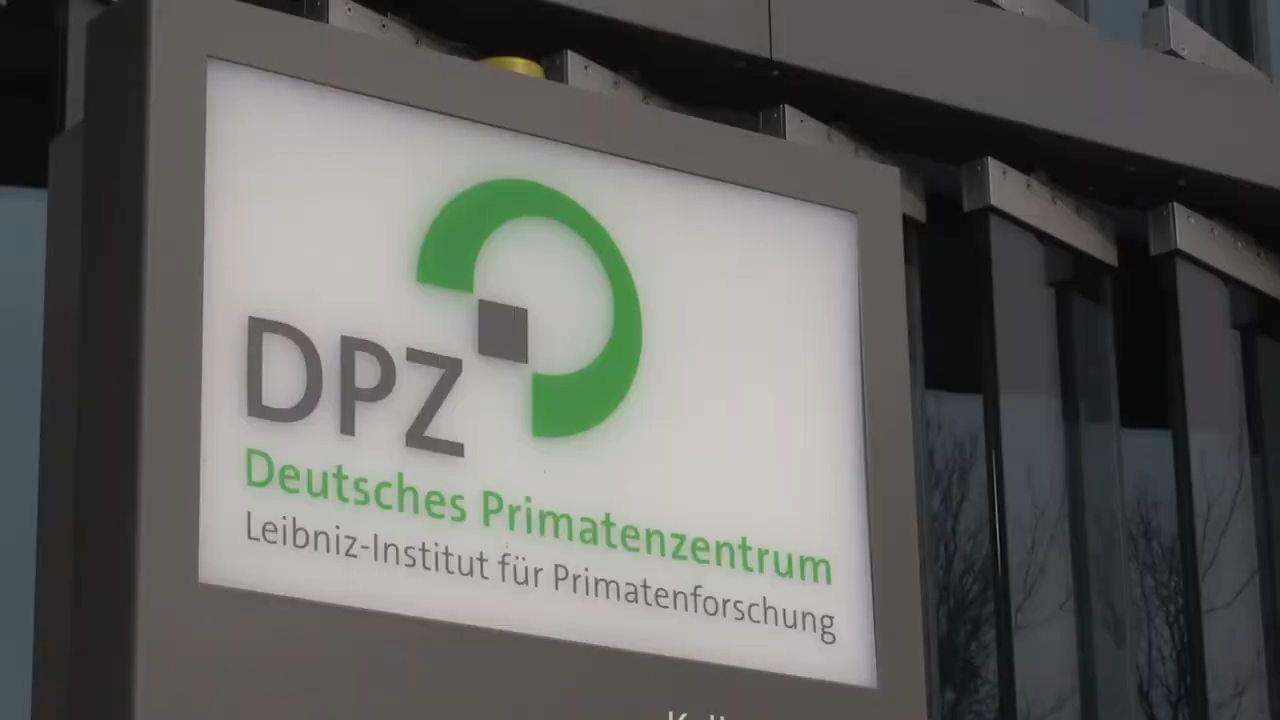 DPZ
Deutsches Primatenzentrum
Leibniz-Institut für Primatenforschung